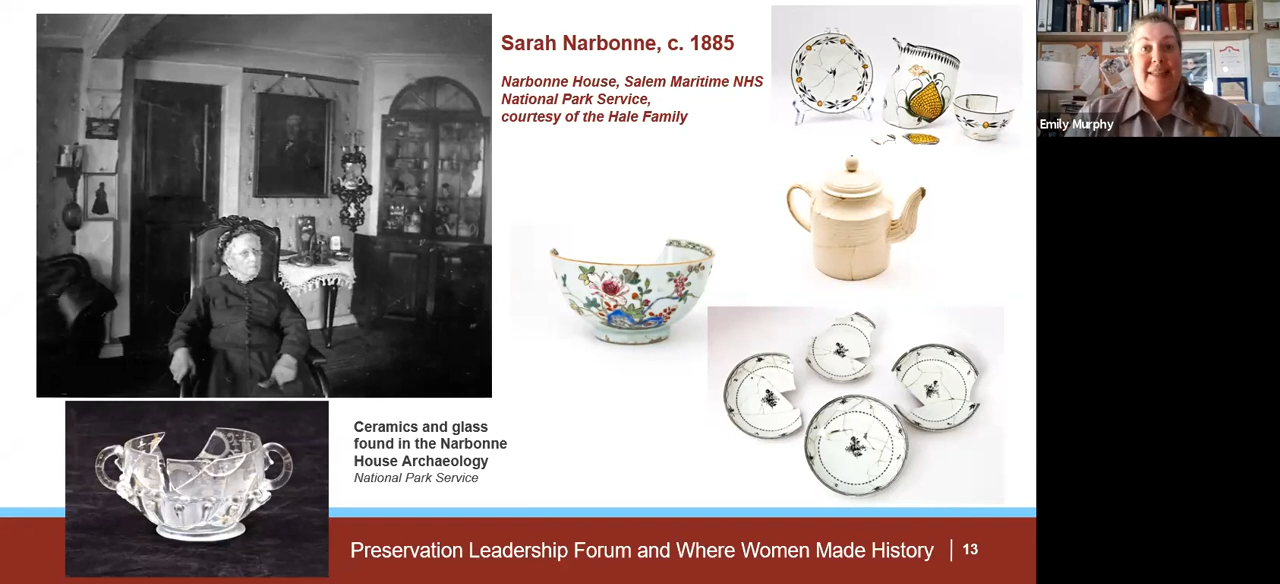 Sarah Narbonne, c. 1885
Narbonne House, Salem Maritime NHS
National Park Service,
courtesy of the Hale Family
Emily Murphy
Ceramics and glass
found in the Narbonne
House Archaeology
National Park Service
Preservation Leadership Forum and Where Women Made History | 13